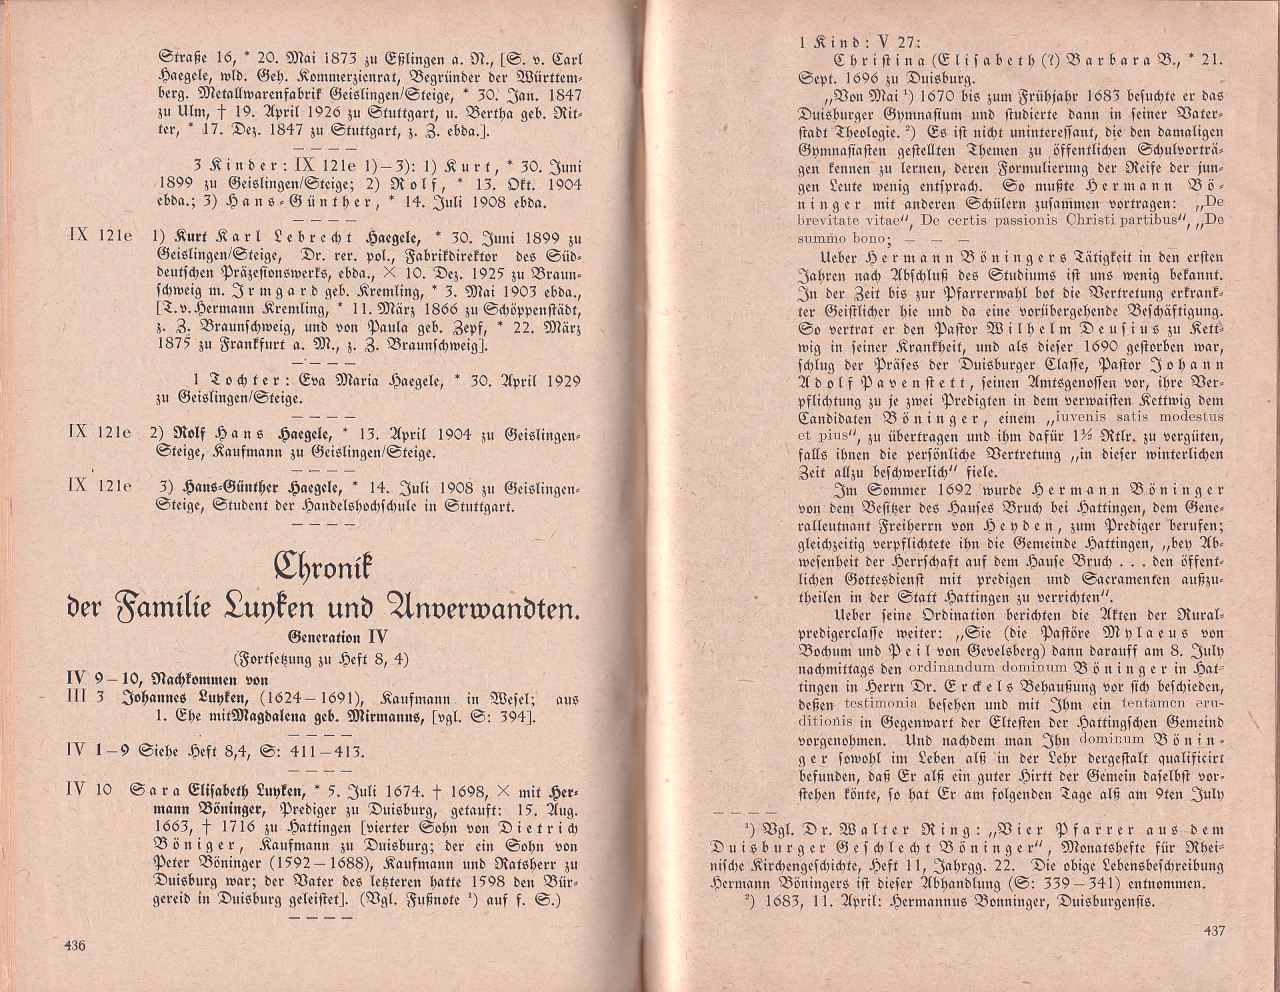 Straße 16, * 20. Mai 1873 zu Eßlingen a. N., [S. v. Carl
Haegele, wld. Geh. Kommerzienrat, Begründer der Württem-
berg. Metallwarenfabrik Geislingen/Steige, * 30. Jan. 1847
zu Ulm, † 19. April 1926 zu Stuttgart, u. Bertha geb. Rit-
ter, * 17. Dez. 1847 zu Stuttgart, z. Z. ebda.].
3 Kinder: IX 121e 1)–3): 1) Kurt, * 30. Juni
1899 zu Geislingen/Steige; 2) Rolf, * 13. Okt. 1904
ebda.; 3) Hans-Günther, * 14. Juli 1908 ebda.
IX 121e 1) Kurt Karl Lebrecht Haegele, * 30. Juni 1899 zu
Geislingen/Steige, Dr. rer. pol., Fabrikdirektor des Süd-
deutschen Präzesionswerks, ebda., × 10. Dez. 1925 zu Braun-
schweig m. Irmgard geb. Kremling, * 3. Mai 1903 ebda.,
[T. v. Hermann Kremling, * 11. März 1866 zu Schöppenstädt,
z. Z. Braunschweig, und von Paula geb. Zepf, * 22. März
1875 zu Frankfurt a. M., z. Z. Braunschweig].
1 Tochter: Eva Maria Haegele, * 30. April 1929
zu Geislingen/Steige.
IX 121e 2) Rolf Hans Haegele, * 13. April 1904 zu Geislingen-
Steige, Kaufmann zu Geislingen/Steige.
IX 121e 3) Hans-Günther Haegele, * 14. Juli 1908 zu Geislingen-
Steige, Student der Handelshochschule in Stuttgart.
Chronik
der Familie Luyken und Anverwandten.
Generation IV
(Fortsetzung zu Heft 8, 4)
IV 9–10, Nachkommen von
III 3 Johannes Luyken, (1624–1691), Kaufmann in Wesel; aus
1. Ehe mit Magdalena geb. Mirmanns, [vgl. S: 394].
IV 1–9 Siehe Heft 8,4, S: 411–413.
IV 10 Sara Elisabeth Luyken, * 5. Juli 1674. † 1698, × mit Her-
mann Böninger, Prediger zu Duisburg, getauft: 15. Aug.
1663, † 1716 zu Hattingen [vierter Sohn von Dietrich
Böniger, Kaufmann zu Duisburg; der ein Sohn von
Peter Böninger (1592–1688), Kaufmann und Ratsherr zu
Duisburg war; der Vater des letzteren hatte 1598 den Bür-
gereid in Duisburg geleistet]. (Vgl. Fußnote ¹) auf f. S.)
436
1 Kind: V 27:
Christina (Elisabeth (?) Barbara B., * 21.
Sept. 1696 zu Duisburg.
„Von Mai ¹) 1670 bis zum Frühjahr 1683 besuchte er das
Duisburger Gymnasium und studierte dann in seiner Vater-
stadt Theologie. ²) Es ist nicht uninteressant, die den damaligen
Gymnasiasten gestellten Themen zu öffentlichen Schulvorträ-
gen kennen zu lernen, deren Formulierung der Reife der jun-
gen Leute wenig entsprach. So mußte Hermann Bö-
ninger mit anderen Schülern zusammen vortragen: „De
brevitate vitae“, De certis passionis Christi partibus“, „De
summo bono; – – –
Ueber Hermann Böningers Tätigkeit in den ersten
Jahren nach Abschluß des Studiums ist uns wenig bekannt.
In der Zeit bis zur Pfarrerwahl bot die Vertretung erkrank-
ter Geistlicher hie und da eine vorübergehende Beschäftigung.
So vertrat er den Pastor Wilhelm Deusius zu Kett-
wig in seiner Krankheit, und als dieser 1690 gestorben war,
schlug der Präses der Duisburger Classe, Pastor Johann
Adolf Pavenstett, seinen Amtsgenossen vor, ihre Ver-
pflichtung zu je zwei Predigten in dem verwaisten Kettwig dem
Candidaten Böninger, einem „iuvenis satis modestus
et pius“, zu übertragen und ihm dafür 1½ Rtlr. zu vergüten,
falls ihnen die persönliche Vertretung „in dieser winterlichen
Zeit allzu beschwerlich“ fiele.
Im Sommer 1692 wurde Hermann Böninger
von dem Besitzer des Hauses Bruch bei Hattingen, dem Gene-
ralleutnant Freiherrn von Heyden, zum Prediger berufen;
gleichzeitig verpflichtete ihn die Gemeinde Hattingen, „bey Ab-
wesenheit der Herrschaft auf dem Hause Bruch . . . den öffent-
lichen Gottesdienst mit predigen und Sacramenten außzu-
theilen in der Statt Hattingen zu verrichten“.
Ueber seine Ordination berichten die Akten der Rural-
predigerclasse weiter: „Sie (die Pastöre Mylaeus von
Bochum und Peil von Gevelsberg) dann darauf am 8. July
nachmittags den ordinandum dominum Böninger in Hat-
tingen in Herrn Dr. Erckels Behaußung vor sich beschieden,
deßen testimonia besehen und mit Ihm ein tentamen eru-
ditionis in Gegenwart der Eltesten der Hattingschen Gemeind
vorgenohmen. Und nachdem man Ihn dominum Bönin-
ger sowohl im Leben alß in der Lehr dergestalt qualificirt
befunden, daß Er alß ein guter Hirtt der Gemein daselbst vor-
stehen könte, so hat Er am folgenden Tage alß am 9ten July
¹) Vgl. Dr. Walter Ring: „Vier Pfarrer aus dem
Duisburger Geschlecht Böninger“, Monatshefte für Rhei-
nische Kirchengeschichte, Heft 11, Jahrgg. 22. Die obige Lebensbeschreibung
Hermann Böningers ist dieser Abhandlung (S: 339–341) entnommen.
²) 1683, 11. April: Hermannus Bonninger, Duisburgensis.
437